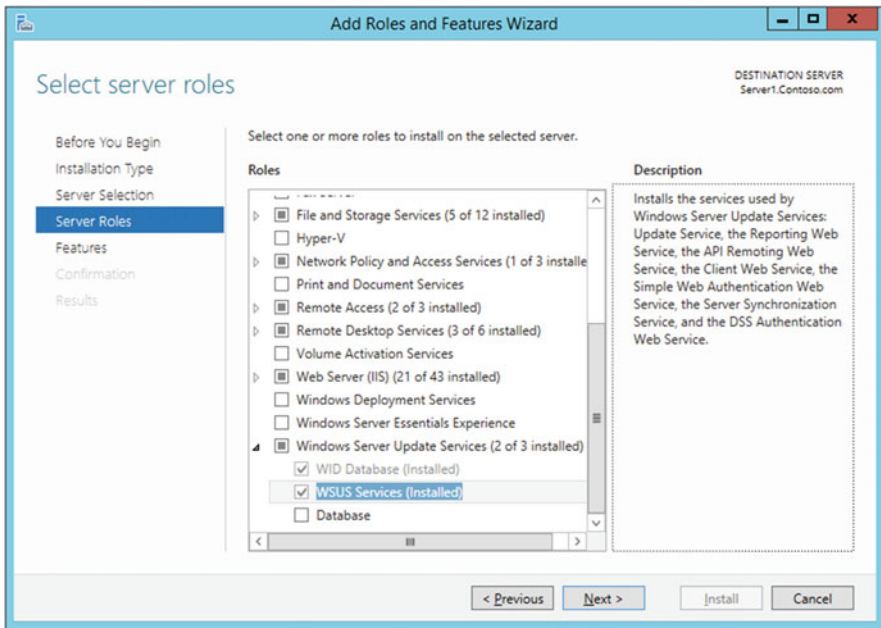 Add Roles and Features Wizard
Select server roles
DESTINATION SERVER
Server1.Contoso.com
Before You Begin
Installation Type
Server Selection
Server Roles
Features
Confirmation
Results
Select one or more roles to install on the selected server.
Roles
File and Storage Services (5 of 12 installed)
Hyper-V
Network Policy and Access Services (1 of 3 installe
Print and Document Services
Remote Access (2 of 3 installed)
Remote Desktop Services (3 of 6 installed)
Volume Activation Services
Web Server (IIS) (21 of 43 installed)
Windows Deployment Services
Windows Server Essentials Experience
Windows Server Update Services (2 of 3 installed)
WID Database (Installed)
WSUS Services (Installed)
Database
Description
Installs the services used by
Windows Server Update Services:
Update Service, the Reporting Web
Service, the API Remoting Web
Service, the Client Web Service, the
Simple Web Authentication Web
Service, the Server Synchronization
Service, and the DSS Authentication
Web Service.
< Previous
Next >
Install
Cancel